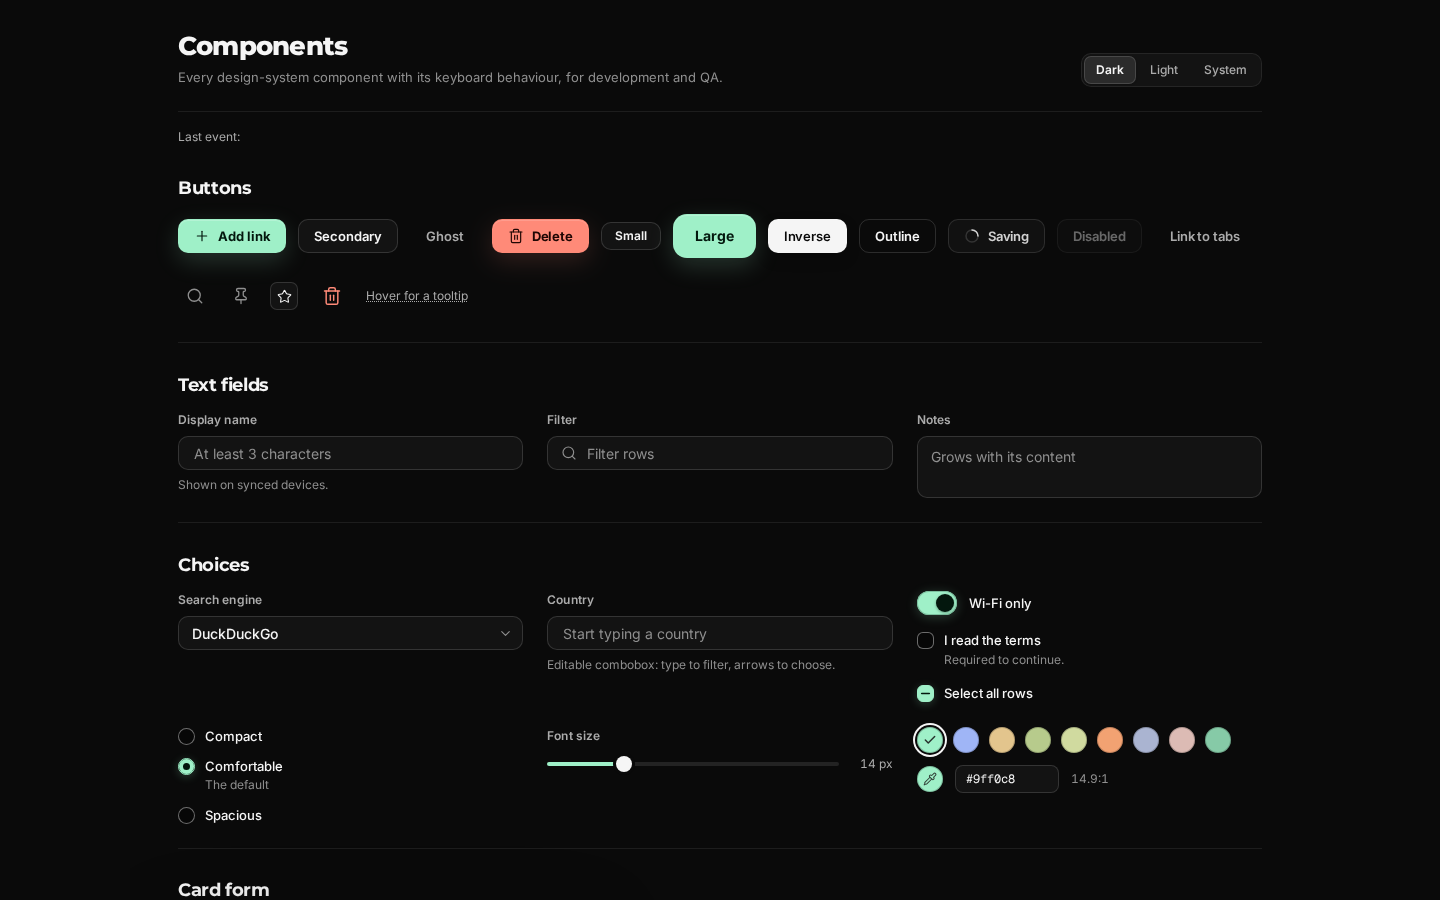 Components
Every design-system component with its keyboard behaviour, for development and QA.
Dark Light System
Last event:
Buttons
Add link Secondary Ghost Delete Small Large Inverse Outline Saving Disabled Link to tabs
Hover for a tooltip
Text fields
Display name Filter Notes
At least 3 characters Filter rows Grows with its content
Shown on synced devices.
Choices
Search engine Country Wi-Fi only
DuckDuckGo Start typing a country I read the terms
Editable combobox: type to filter, arrows to choose. Required to continue.
Select all rows
Compact Font size
Comfortable 14 px
The default #9ff0c8 14.9:1
Spacious
Card form